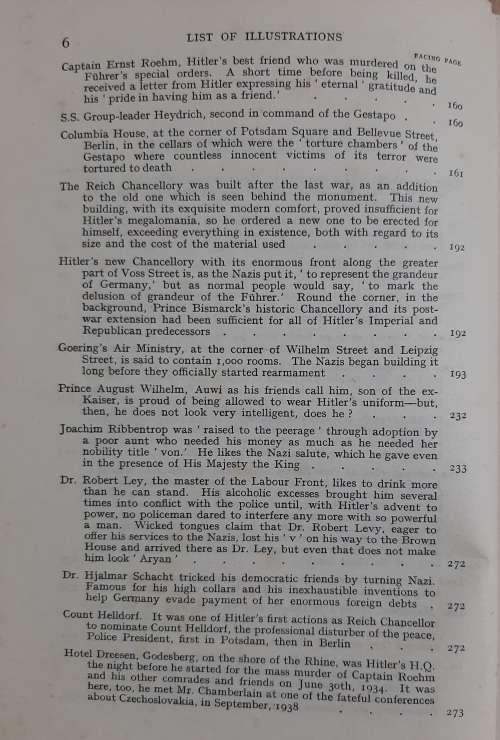 6 LIST OF ILLUSTRATIONS
FACING PAGE
Captain Ernst Roehm, Hitler's best friend who was murdered on the
Führer's special orders. A short time before being killed, he
received a letter from Hitler expressing his ' eternal ' gratitude and
his ' pride in having him as a friend.' . . . . 160
S.S. Group-leader Heydrich, second in command of the Gestapo . . 160
Columbia House, at the corner of Potsdam Square and Bellevue Street,
Berlin, in the cellars of which were the ' torture chambers ' of the
Gestapo where countless innocent victims of its terror were
tortured to death . . . . . . . . 161
The Reich Chancellory was built after the last war, as an addition
to the old one which is seen behind the monument. This new
building, with its exquisite modern comfort, proved insufficient for
Hitler's megalomania, so he ordered a new one to be erected for
himself, exceeding everything in existence, both with regard to its
size and the cost of the material used . . . . . 192
Hitler's new Chancellory with its enormous front along the greater
part of Voss Street is, as the Nazis put it, ' to represent the grandeur
of Germany,' but as normal people would say, ' to mark the
delusion of grandeur of the Führer.' Round the corner, in the
background, Prince Bismarck's historic Chancellory and its post-
war extension had been sufficient for all of Hitler's Imperial and
Republican predecessors . . . . . . . 192
Goering's Air Ministry, at the corner of Wilhelm Street and Leipzig
Street, is said to contain 1,000 rooms. The Nazis began building it
long before they officially started rearmament . . . . 193
Prince August Wilhelm, Auwi as his friends call him, son of the ex-
Kaiser, is proud of being allowed to wear Hitler's uniform—but,
then, he does not look very intelligent, does he ? . . . 232
Joachim Ribbentrop was ' raised to the peerage ' through adoption by
a poor aunt who needed his money as much as he needed her
nobility title ' von.' He likes the Nazi salute, which he gave even
in the presence of His Majesty the King . . . . . 233
Dr. Robert Ley, the master of the Labour Front, likes to drink more
than he can stand. His alcoholic excesses brought him several
times into conflict with the police until, with Hitler's advent to
power, no policeman dared to interfere any more with so powerful
a man. Wicked tongues claim that Dr. Robert Levy, eager to
offer his services to the Nazis, lost his ' v ' on his way to the Brown
House and arrived there as Dr. Ley, but even that does not make
him look ' Aryan ' . . . . . . . . 272
Dr. Hjalmar Schacht tricked his democratic friends by turning Nazi.
Famous for his high collars and his inexhaustible inventions to
help Germany evade payment of her enormous foreign debts . 272
Count Helldorf. It was one of Hitler's first actions as Reich Chancellor
to nominate Count Helldorf, the professional disturber of the peace,
Police President, first in Potsdam, then in Berlin . . . 272
Hotel Dreesen, Godesberg, on the shore of the Rhine, was Hitler's H.Q.
the night before he started for the mass murder of Captain Roehm
and his other comrades and friends on June 30th, 1934. It was
here, too, he met Mr. Chamberlain at one of the fateful conferences
about Czechoslovakia, in September, 1938 . . . . 273